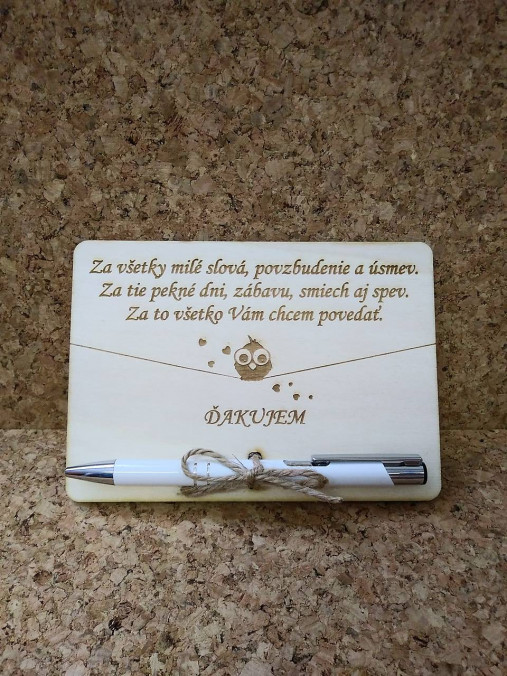 Za všetky milé slová, povzbudenie a úsmev.
Za tie pekné dni, zábavu, smiech aj spev.
Za to všetko Vám chcem povedať.
ĎAKUJEM